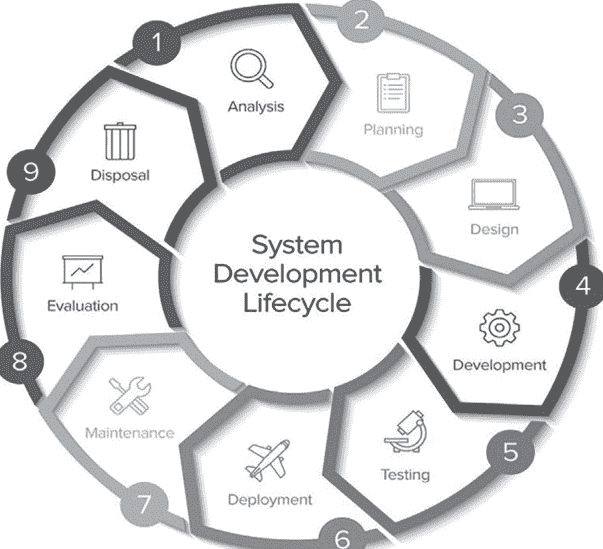 System
Development
Lifecycle
1
Analysis
2
Planning
3
Design
4
Development
5
Testing
6
Deployment
7
Maintenance
8
Evaluation
9
Disposal